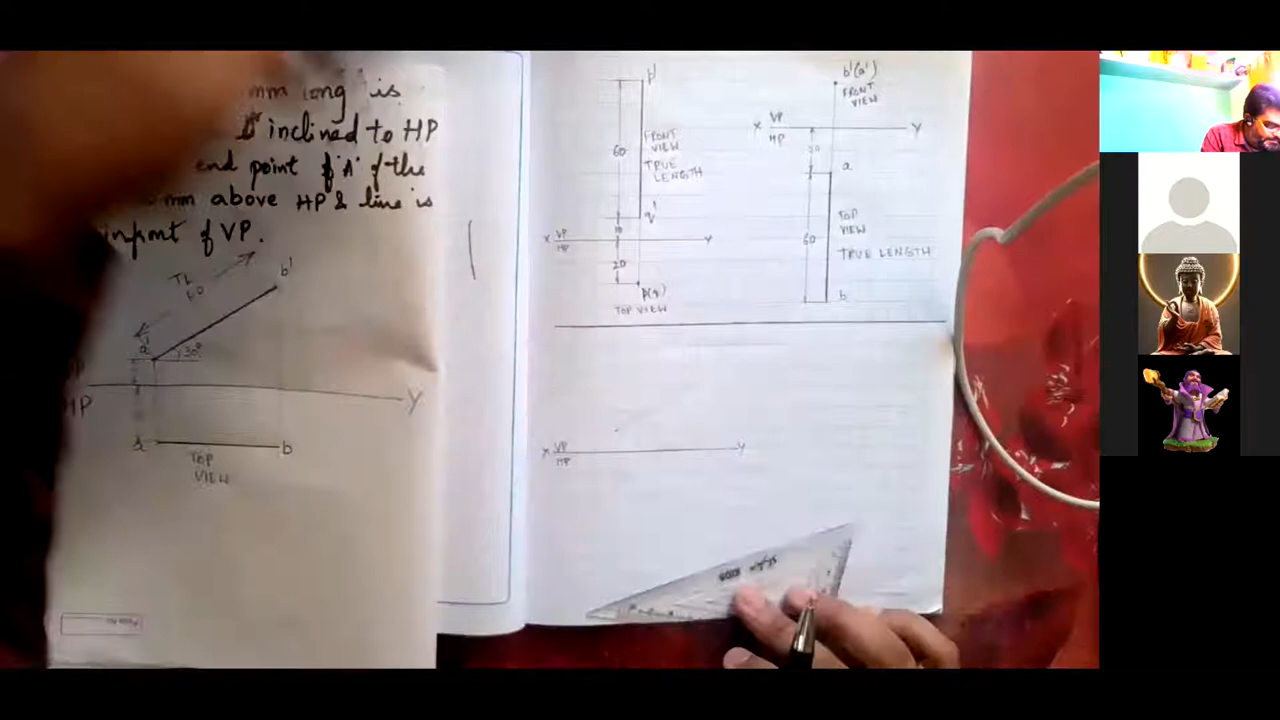 mm long is
inclined to HP
end point of 'A' of the
mm above HP & line is
infront of VP.
TL
60
b'
a'
30°
HP
Y
a
b
TOP
VIEW
p'
60
FRONT
VIEW
TRUE
LENGTH
q'
10
X VP Y
HP
20
p(q)
TOP VIEW
b'(a')
FRONT
VIEW
X VP Y
HP
20
a
60
TOP
VIEW
TRUE LENGTH
b
X VP Y
HP